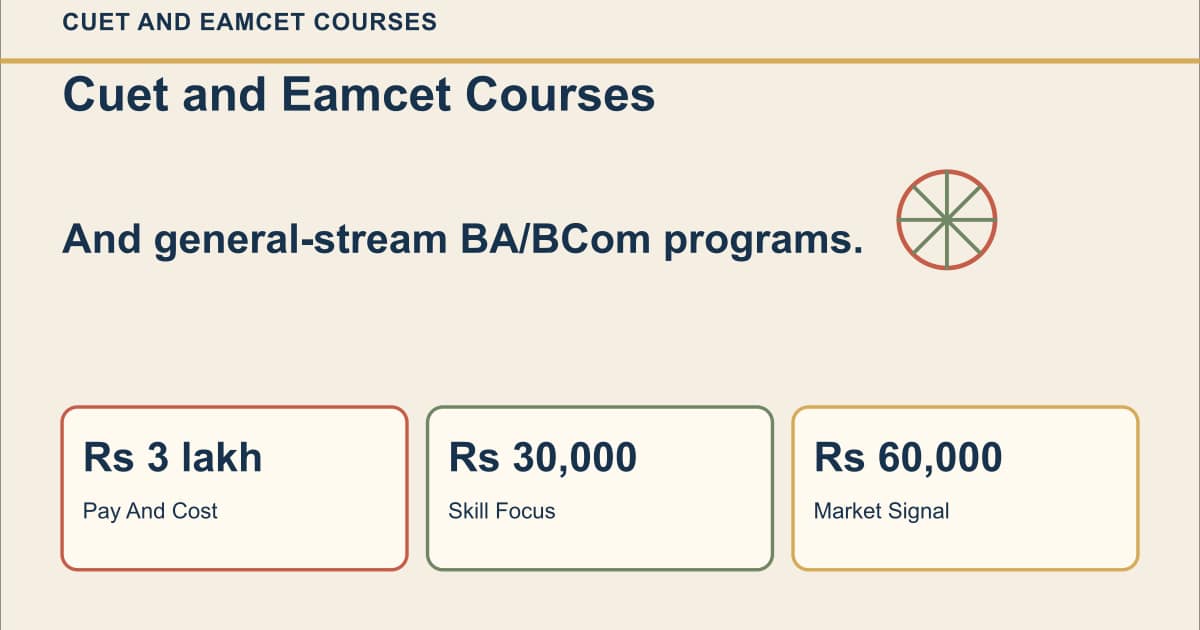 CUET AND EAMCET COURSES
Cuet and Eamcet Courses
And general-stream BA/BCom programs.
Rs 3 lakh
Pay And Cost
Rs 30,000
Skill Focus
Rs 60,000
Market Signal